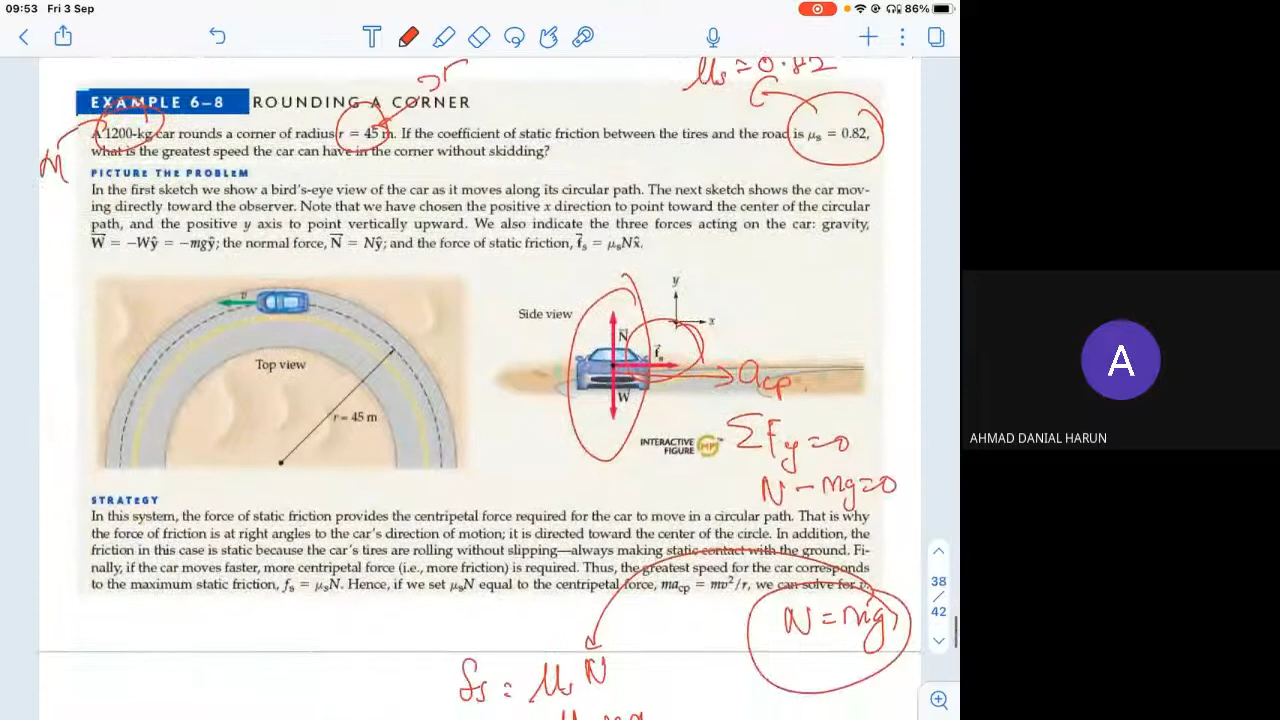 09:53 Fri 3 Sep
86%
μs = 0.82
r
EXAMPLE 6–8 ROUNDING A CORNER
A 1200-kg car rounds a corner of radius r = 45 m. If the coefficient of static friction between the tires and the road is μs = 0.82,
what is the greatest speed the car can have in the corner without skidding?
m
PICTURE THE PROBLEM
In the first sketch we show a bird's-eye view of the car as it moves along its circular path. The next sketch shows the car mov-
ing directly toward the observer. Note that we have chosen the positive x direction to point toward the center of the circular
path, and the positive y axis to point vertically upward. We also indicate the three forces acting on the car: gravity,
W⃗ = −Wŷ = −mgŷ; the normal force, N⃗ = Nŷ; and the force of static friction, f⃗s = μsNx̂.
v
Top view
r = 45 m
Side view
y
x
N⃗
f⃗s
W⃗
acp
INTERACTIVE
FIGURE
MP
ΣFy = 0
N − mg = 0
STRATEGY
In this system, the force of static friction provides the centripetal force required for the car to move in a circular path. That is why
the force of friction is at right angles to the car's direction of motion; it is directed toward the center of the circle. In addition, the
friction in this case is static because the car's tires are rolling without slipping—always making static contact with the ground. Fi-
nally, if the car moves faster, more centripetal force (i.e., more friction) is required. Thus, the greatest speed for the car corresponds
to the maximum static friction, fs = μsN. Hence, if we set μsN equal to the centripetal force, macp = mv²/r, we can solve for v.
N = mg
fs = μs N
38
/
42
A
AHMAD DANIAL HARUN